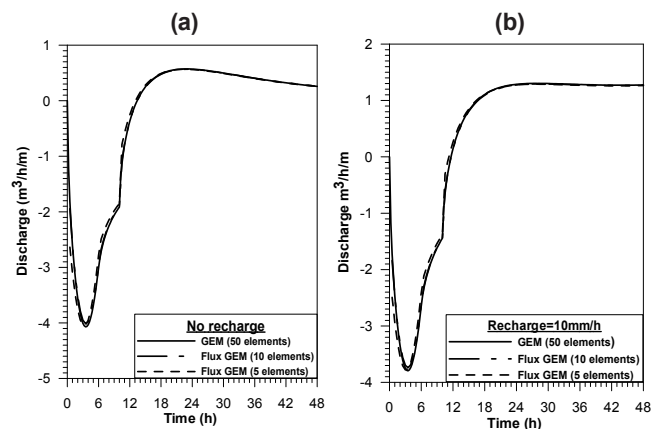 (a)
1
0
-1
-2
-3
-4
-5
Discharge (m³/h/m)
No recharge
GEM (50 elements)
Flux GEM (10 elements)
Flux GEM (5 elements)
0 6 12 18 24 30 36 42 48
Time (h)
(b)
2
1
0
-1
-2
-3
-4
Discharge m³/h/m)
Recharge=10mm/h
GEM (50 elements)
Flux GEM (10 elements)
Flux GEM (5 elements)
0 6 12 18 24 30 36 42 48
Time (h)